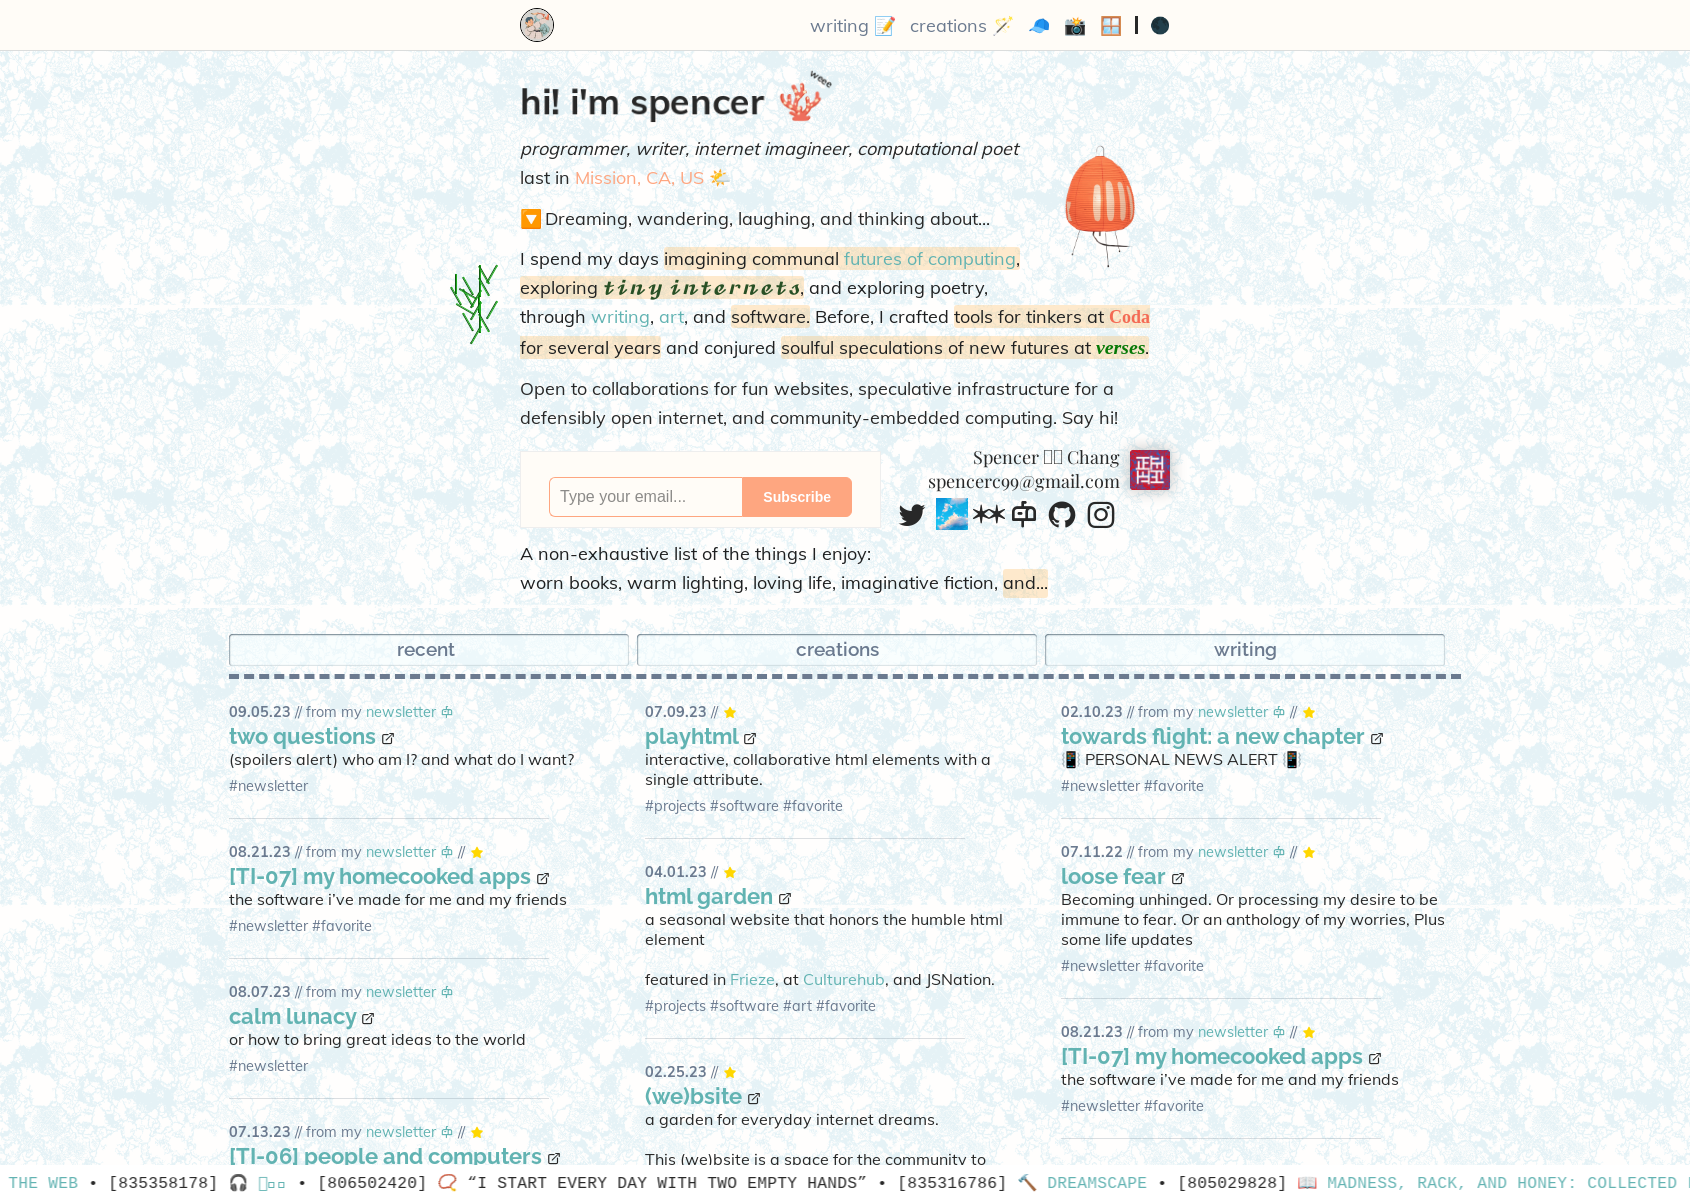 writing 📝 creations 🪄 🧢 📸 🪟 | 🌑
hi! i'm spencer
weee
programmer, writer, internet imagineer, computational poet
last in Mission, CA, US 🌤️
🔽 Dreaming, wandering, laughing, and thinking about...
I spend my days imagining communal futures of computing,
exploring tiny internets, and exploring poetry,
through writing, art, and software. Before, I crafted tools for tinkers at Coda
for several years and conjured soulful speculations of new futures at verses.
Open to collaborations for fun websites, speculative infrastructure for a
defensibly open internet, and community-embedded computing. Say hi!
Type your email... Subscribe
Spencer Chang
spencerc99@gmail.com
A non-exhaustive list of the things I enjoy:
worn books, warm lighting, loving life, imaginative fiction, and...
recent
09.05.23 // from my newsletter
two questions
(spoilers alert) who am I? and what do I want?
#newsletter
08.21.23 // from my newsletter // ⭐
[TI-07] my homecooked apps
the software i’ve made for me and my friends
#newsletter #favorite
08.07.23 // from my newsletter
calm lunacy
or how to bring great ideas to the world
#newsletter
07.13.23 // from my newsletter // ⭐
[TI-06] people and computers
creations
07.09.23 // ⭐
playhtml
interactive, collaborative html elements with a
single attribute.
#projects #software #favorite
04.01.23 // ⭐
html garden
a seasonal website that honors the humble html
element
featured in Frieze, at Culturehub, and JSNation.
#projects #software #art #favorite
02.25.23 // ⭐
(we)bsite
a garden for everyday internet dreams.
This (we)bsite is a space for the community to
writing
02.10.23 // from my newsletter // ⭐
towards flight: a new chapter
📳 PERSONAL NEWS ALERT 📳
#newsletter #favorite
07.11.22 // from my newsletter // ⭐
loose fear
Becoming unhinged. Or processing my desire to be
immune to fear. Or an anthology of my worries, Plus
some life updates
#newsletter #favorite
08.21.23 // from my newsletter // ⭐
[TI-07] my homecooked apps
the software i’ve made for me and my friends
#newsletter #favorite
THE WEB • [835358178] 🎧 • [806502420] 📿 “I START EVERY DAY WITH TWO EMPTY HANDS” • [835316786] 🔨 DREAMSCAPE • [805029828] 📖 MADNESS, RACK, AND HONEY: COLLECTED